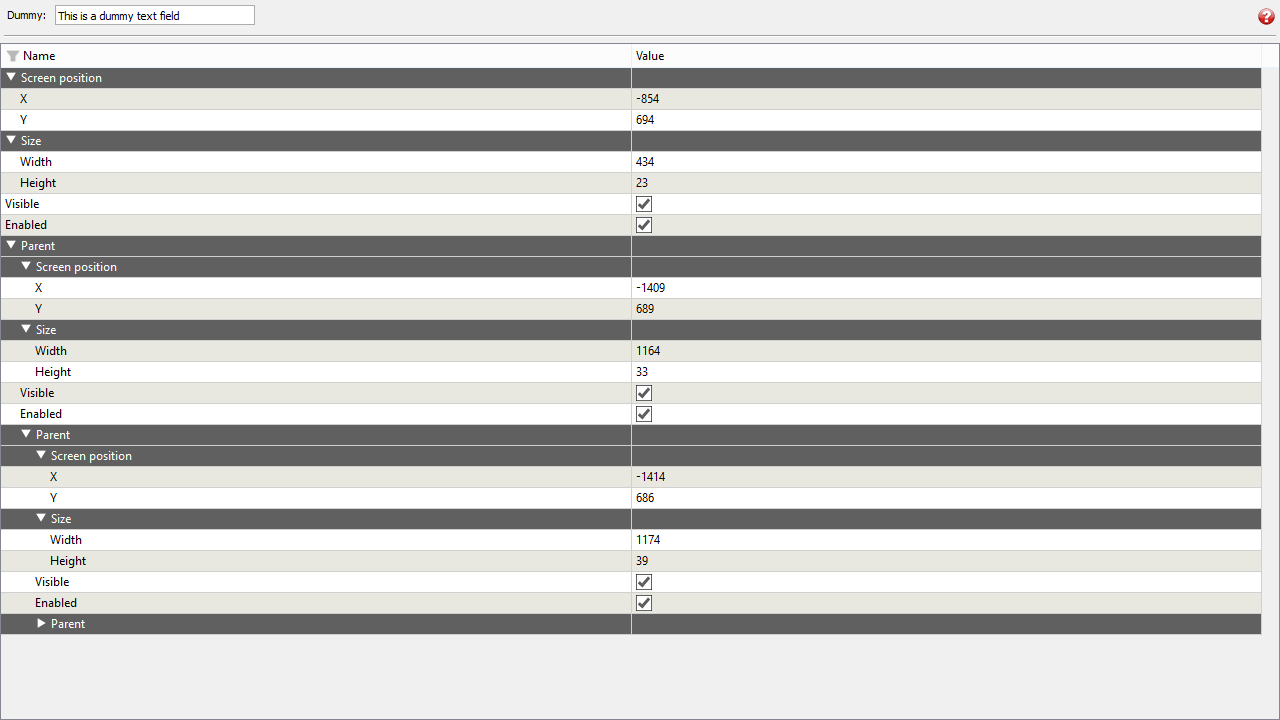 Dummy: This is a dummy text field
Name Value
Screen position
X -854
Y 694
Size
Width 434
Height 23
Visible
Enabled
Parent
Screen position
X -1409
Y 689
Size
Width 1164
Height 33
Visible
Enabled
Parent
Screen position
X -1414
Y 686
Size
Width 1174
Height 39
Visible
Enabled
Parent